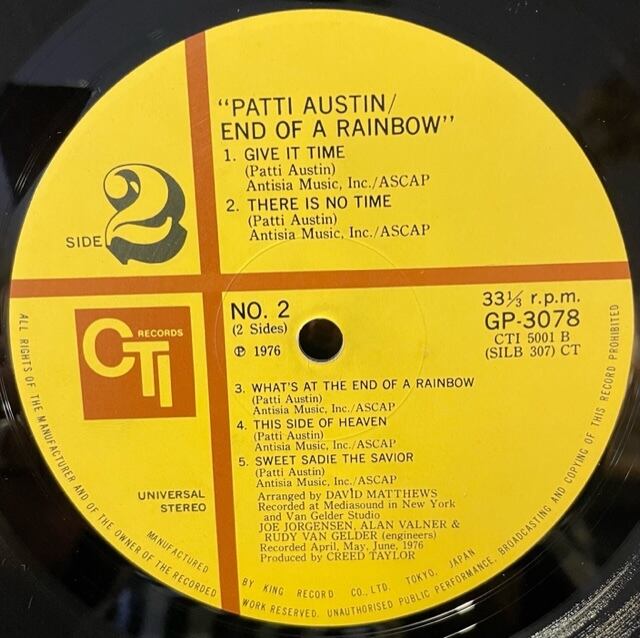 "PATTI AUSTIN/
END OF A RAINBOW"
1. GIVE IT TIME
(Patti Austin)
Antisia Music, Inc./ASCAP
2. THERE IS NO TIME
(Patti Austin)
Antisia Music, Inc./ASCAP
SIDE 2
CTI RECORDS
NO. 2
(2 Sides)
℗ 1976
33⅓ r.p.m.
GP-3078
CTI 5001 B
(SILB 307) CT
3. WHAT'S AT THE END OF A RAINBOW
(Patti Austin)
Antisia Music, Inc./ASCAP
4. THIS SIDE OF HEAVEN
(Patti Austin)
Antisia Music, Inc./ASCAP
5. SWEET SADIE THE SAVIOR
(Patti Austin)
Antisia Music, Inc./ASCAP
Arranged by DAVID MATTHEWS
Recorded at Mediasound in New York
and Van Gelder Studio
JOE JORGENSEN, ALAN VALNER &
RUDY VAN GELDER (engineers)
Recorded April, May, June, 1976
Produced by CREED TAYLOR
UNIVERSAL
STEREO
MANUFACTURED BY KING RECORD CO., LTD. TOKYO, JAPAN
ALL RIGHTS OF THE MANUFACTURER AND OF THE OWNER OF THE RECORDED WORK RESERVED. UNAUTHORISED PUBLIC PERFORMANCE, BROADCASTING AND COPYING OF THIS RECORD PROHIBITED